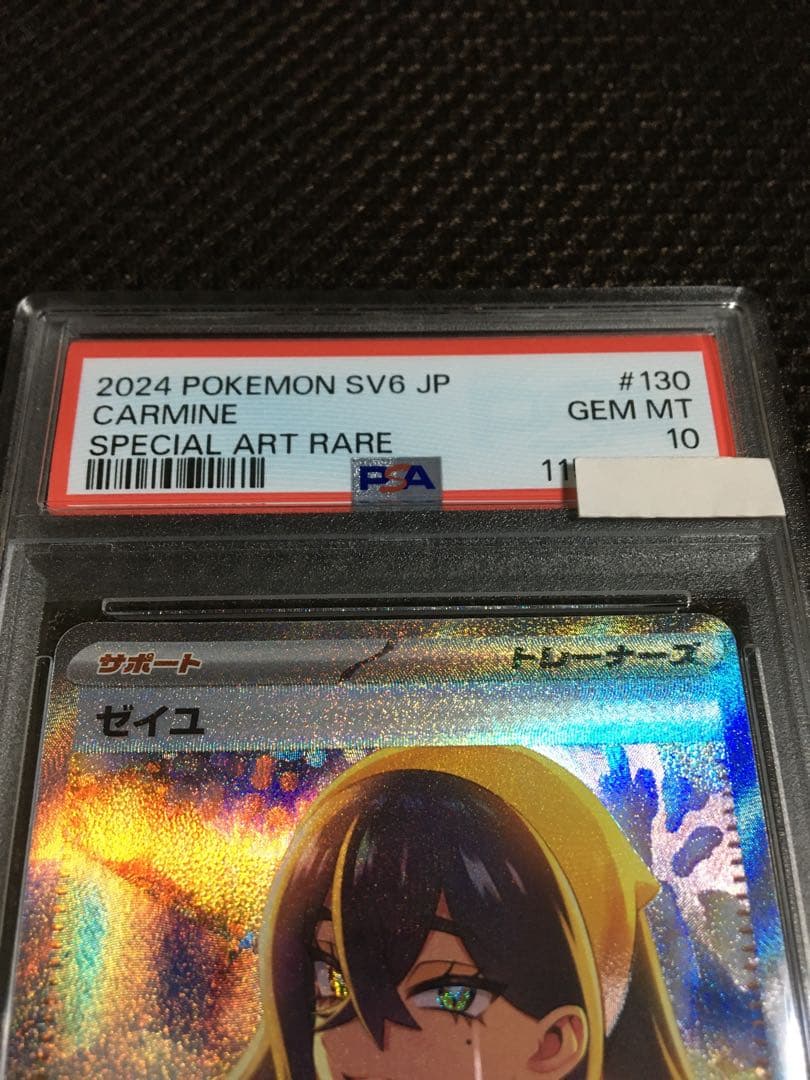 2024 POKEMON SV6 JP #130
CARMINE GEM MT
SPECIAL ART RARE 10
PSA 11
サポート トレーナーズ
ゼイユ